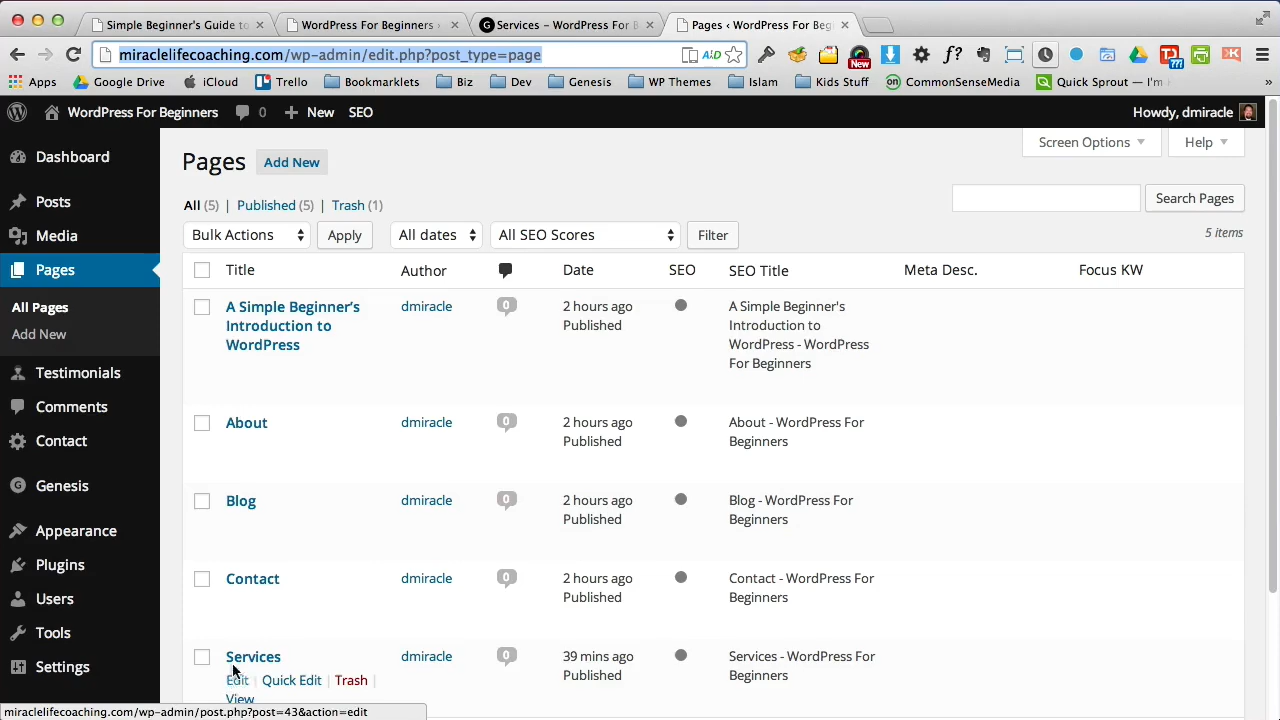 Simple Beginner's Guide to
WordPress For Beginners
Services – WordPress For B
Pages ‹ WordPress For Beg
miraclelifecoaching.com/wp-admin/edit.php?post_type=page
Apps
Google Drive
iCloud
Trello
Bookmarklets
Biz
Dev
Genesis
WP Themes
Islam
Kids Stuff
CommonSenseMedia
Quick Sprout — I'm
»
WordPress For Beginners
0
New
SEO
Howdy, dmiracle
Dashboard
Posts
Media
Pages
All Pages
Add New
Testimonials
Comments
Contact
Genesis
Appearance
Plugins
Users
Tools
Settings
Screen Options
Help
Pages
Add New
All (5) | Published (5) | Trash (1)
Search Pages
Bulk Actions
Apply
All dates
All SEO Scores
Filter
5 items
Title
Author
Date
SEO
SEO Title
Meta Desc.
Focus KW
A Simple Beginner's
Introduction to
WordPress
dmiracle
0
2 hours ago
Published
A Simple Beginner's
Introduction to
WordPress - WordPress
For Beginners
About
dmiracle
0
2 hours ago
Published
About - WordPress For
Beginners
Blog
dmiracle
0
2 hours ago
Published
Blog - WordPress For
Beginners
Contact
dmiracle
0
2 hours ago
Published
Contact - WordPress For
Beginners
Services
Edit | Quick Edit | Trash |
View
dmiracle
0
39 mins ago
Published
Services - WordPress For
Beginners
miraclelifecoaching.com/wp-admin/post.php?post=43&action=edit